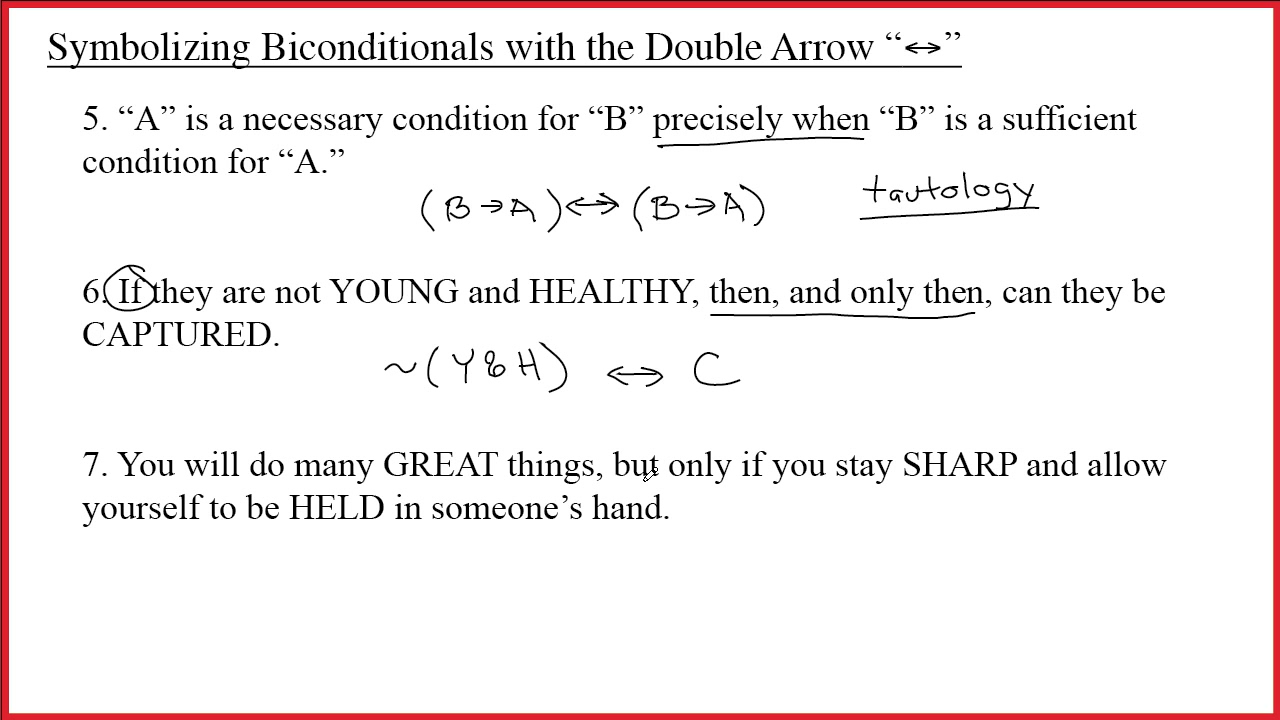 Symbolizing Biconditionals with the Double Arrow “↔”
5. “A” is a necessary condition for “B” precisely when “B” is a sufficient
condition for “A.”
(B→A)↔(B→A)
tautology
6. If they are not YOUNG and HEALTHY, then, and only then, can they be
CAPTURED.
~(Y&H) ↔ C
7. You will do many GREAT things, but only if you stay SHARP and allow
yourself to be HELD in someone’s hand.